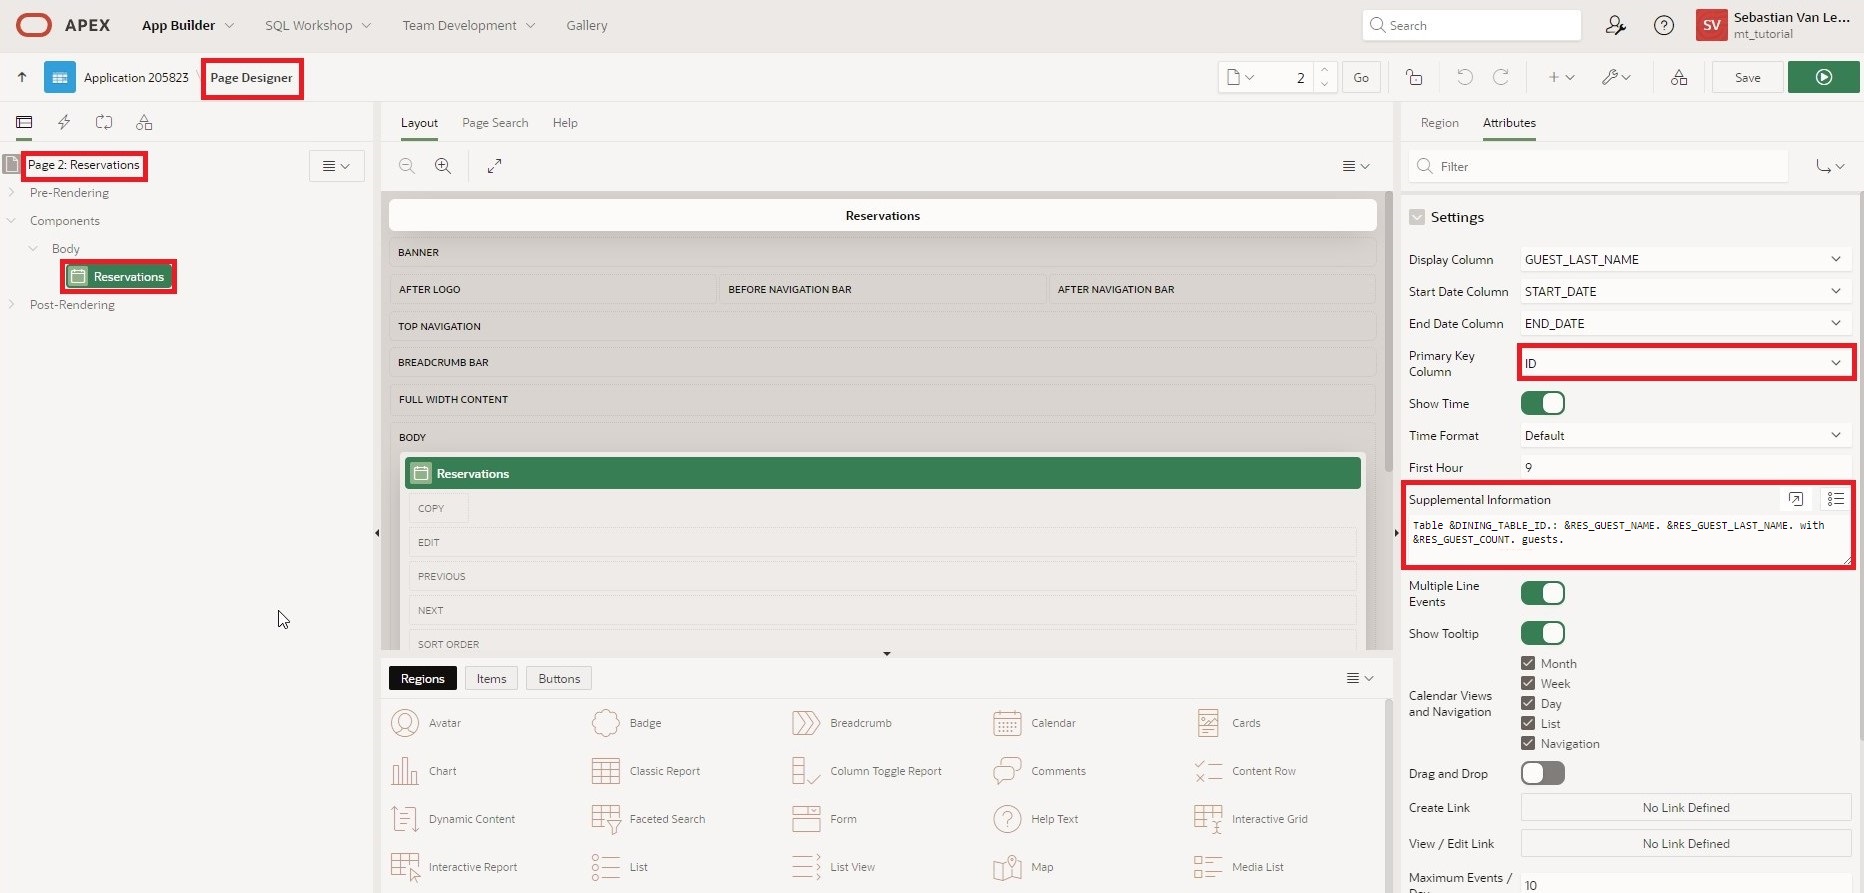 APEX
App Builder
SQL Workshop
Team Development
Gallery
Search
SV
Sebastian Van Le...
mt_tutorial
Application 205823
Page Designer
2
Go
Save
Page 2: Reservations
Pre-Rendering
Components
Body
Reservations
Post-Rendering
Layout
Page Search
Help
Reservations
BANNER
AFTER LOGO
BEFORE NAVIGATION BAR
AFTER NAVIGATION BAR
TOP NAVIGATION
BREADCRUMB BAR
FULL WIDTH CONTENT
BODY
Reservations
COPY
EDIT
PREVIOUS
NEXT
SORT ORDER
Regions
Items
Buttons
Avatar
Badge
Breadcrumb
Calendar
Cards
Chart
Classic Report
Column Toggle Report
Comments
Content Row
Dynamic Content
Faceted Search
Form
Help Text
Interactive Grid
Interactive Report
List
List View
Map
Media List
Region
Attributes
Filter
Settings
Display Column
GUEST_LAST_NAME
Start Date Column
START_DATE
End Date Column
END_DATE
Primary Key
Column
ID
Show Time
Time Format
Default
First Hour
9
Supplemental Information
Table &DINING_TABLE_ID.: &RES_GUEST_NAME. &RES_GUEST_LAST_NAME. with
&RES_GUEST_COUNT. guests.
Multiple Line
Events
Show Tooltip
Calendar Views
and Navigation
Month
Week
Day
List
Navigation
Drag and Drop
Create Link
No Link Defined
View / Edit Link
No Link Defined
Maximum Events /
Day
10